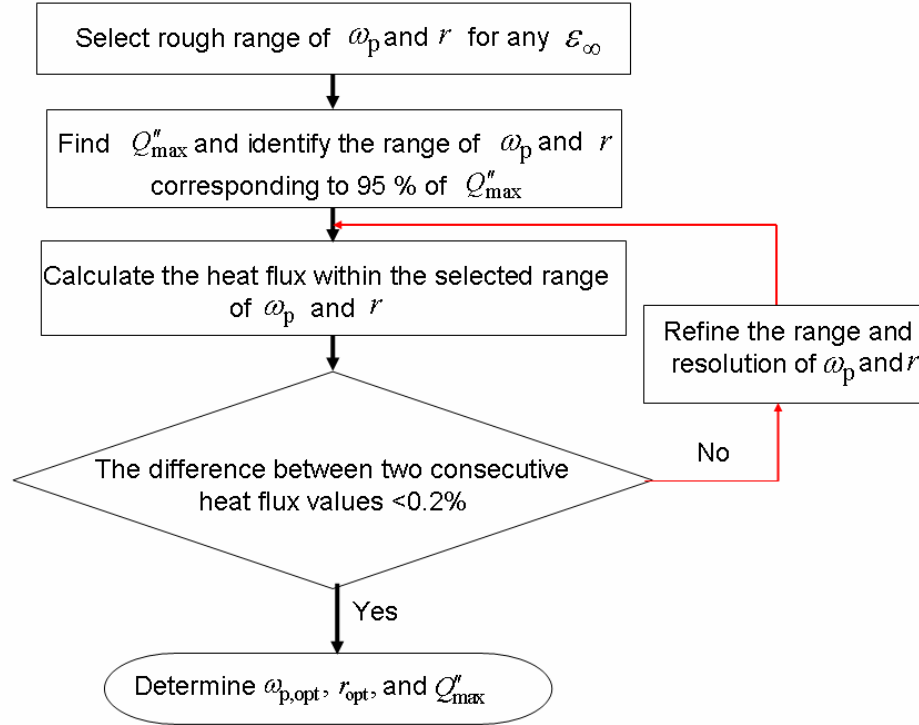 Select rough range of ωp and r for any ε∞
Find Q″max and identify the range of ωp and r
corresponding to 95 % of Q″max
Calculate the heat flux within the selected range
of ωp and r
Refine the range and
resolution of ωp and r
The difference between two consecutive
heat flux values <0.2%
No
Yes
Determine ωp,opt, ropt, and Q″max